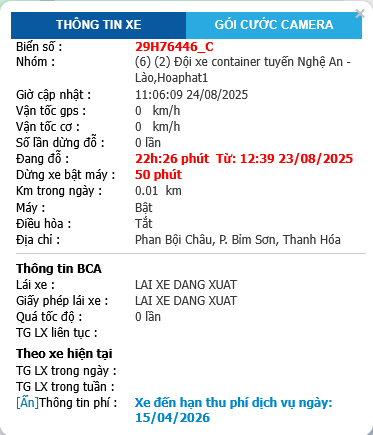 THÔNG TIN XE GÓI CƯỚC CAMERA
Biển số : 29H76446_C
Nhóm : (6) (2) Đội xe container tuyến Nghệ An -
Lào,Hoaphat1
Giờ cập nhật : 11:06:09 24/08/2025
Vận tốc gps : 0 km/h
Vận tốc cơ : 0 km/h
Số lần dừng đỗ : 0 lần
Đang đỗ : 22h:26 phút Từ: 12:39 23/08/2025
Dừng xe bật máy : 50 phút
Km trong ngày : 0.01 km
Máy : Bật
Điều hòa : Tắt
Địa chỉ : Phan Bội Châu, P. Bỉm Sơn, Thanh Hóa
Thông tin BCA
Lái xe : LAI XE DANG XUAT
Giấy phép lái xe : LAI XE DANG XUAT
Quá tốc độ : 0 lần
TG LX liên tục :
Theo xe hiện tại
TG LX trong ngày :
TG LX trong tuần :
[Ẩn]Thông tin phí : Xe đến hạn thu phí dịch vụ ngày:
15/04/2026